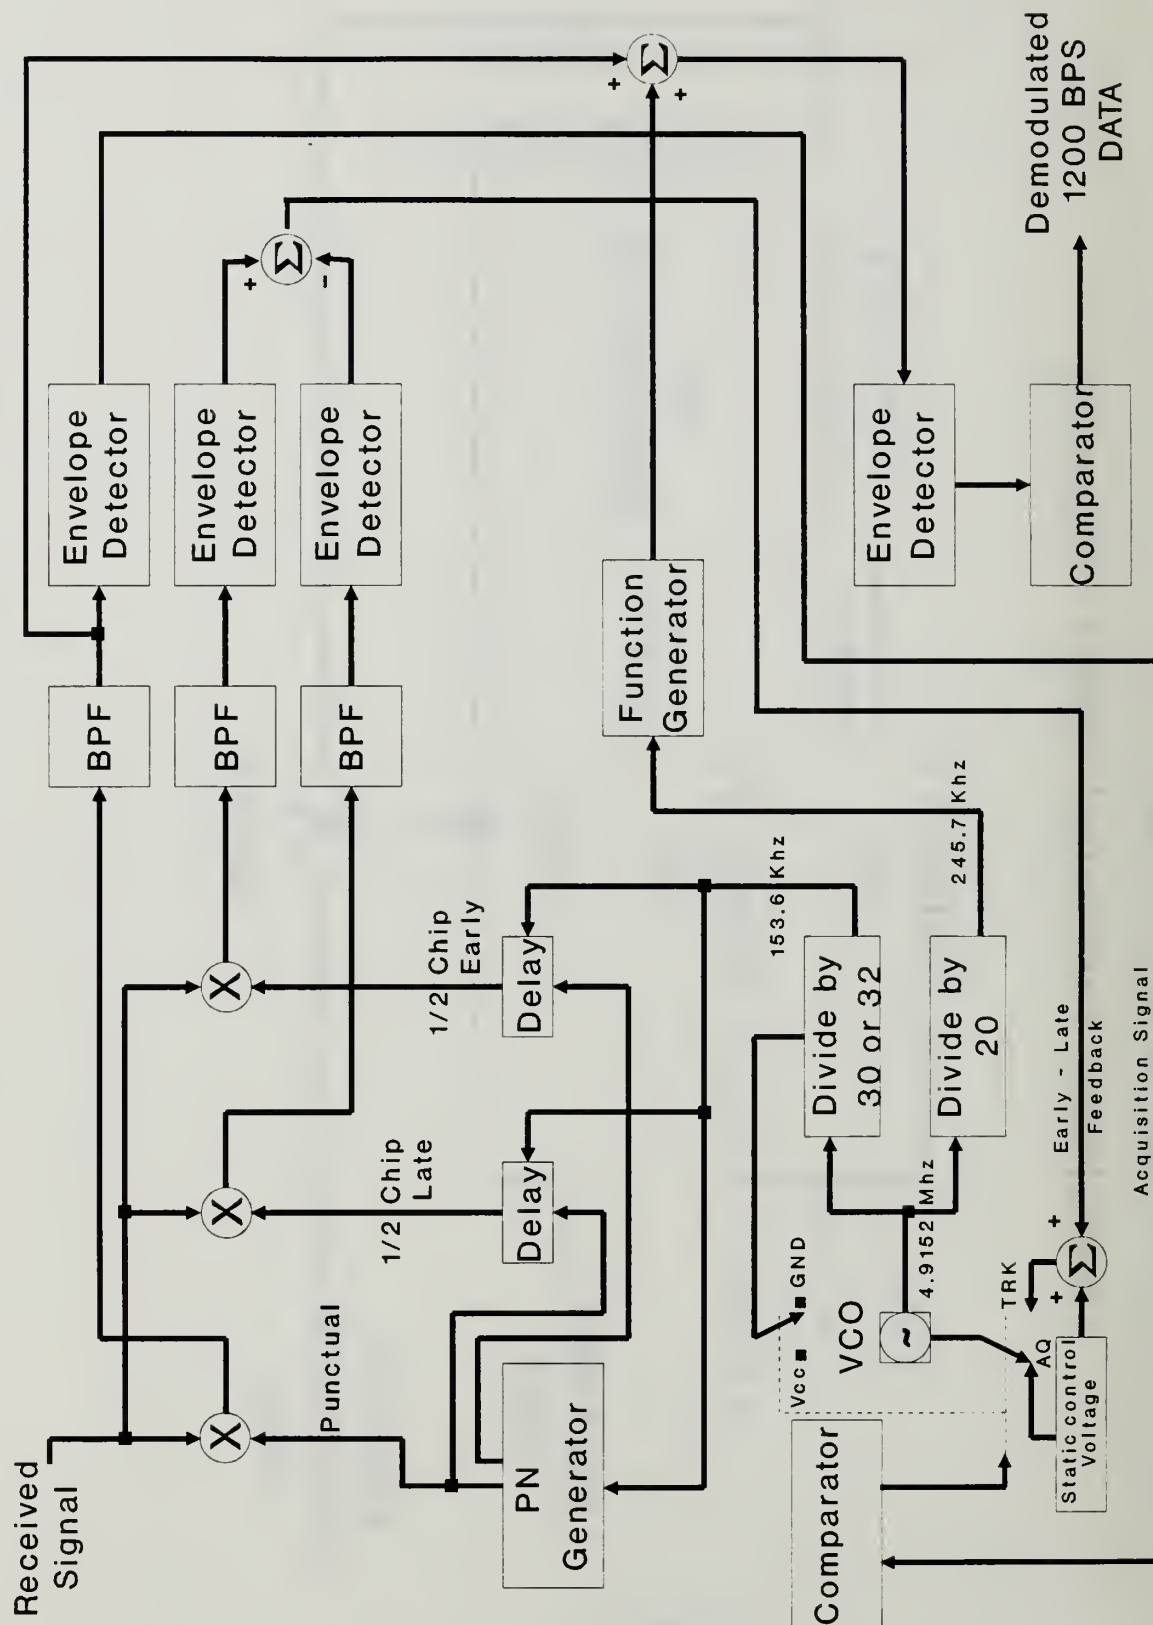 Received
Signal
X
X
X
Punctual
1/2 Chip
Late
1/2 Chip
Early
PN
Generator
Delay
Delay
BPF
BPF
BPF
Envelope
Detector
Envelope
Detector
Envelope
Detector
+
Σ
-
+
Σ
+
Function
Generator
Comparator
Vcc
GND
VCO
~
4.9152 Mhz
Divide by
30 or 32
153.6 Khz
Divide by
20
245.7 Khz
Envelope
Detector
Comparator
Demodulated
1200 BPS
DATA
AQ
TRK
Static control
Voltage
+
Σ
+
Early - Late
Feedback
Acquisition Signal